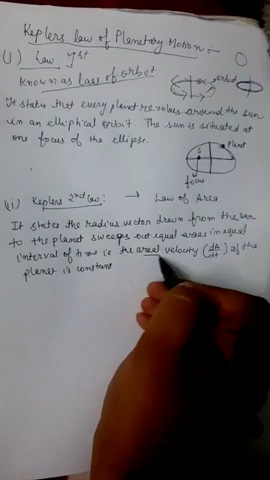 Keplers law of Planetary Motion :-
(1) Law 1st
Known as law of orbit
orbit
It states that every planet revolves around the sun
in an elliptical orbit. The sun is situated at
one focus of the ellipse.
Planet
S
focus
(ii) Keplers 2nd law: → Law of Area
It states the radius vector drawn from the sun
to the planet sweeps out equal areas in equal
interval of time i.e the areal velocity (dA/dt) of the
planet is constant